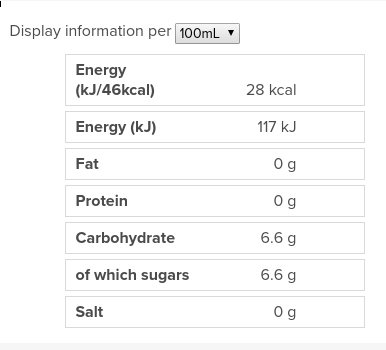 Display information per 100mL ▼
Energy
(kJ/46kcal) 28 kcal
Energy (kJ) 117 kJ
Fat 0 g
Protein 0 g
Carbohydrate 6.6 g
of which sugars 6.6 g
Salt 0 g